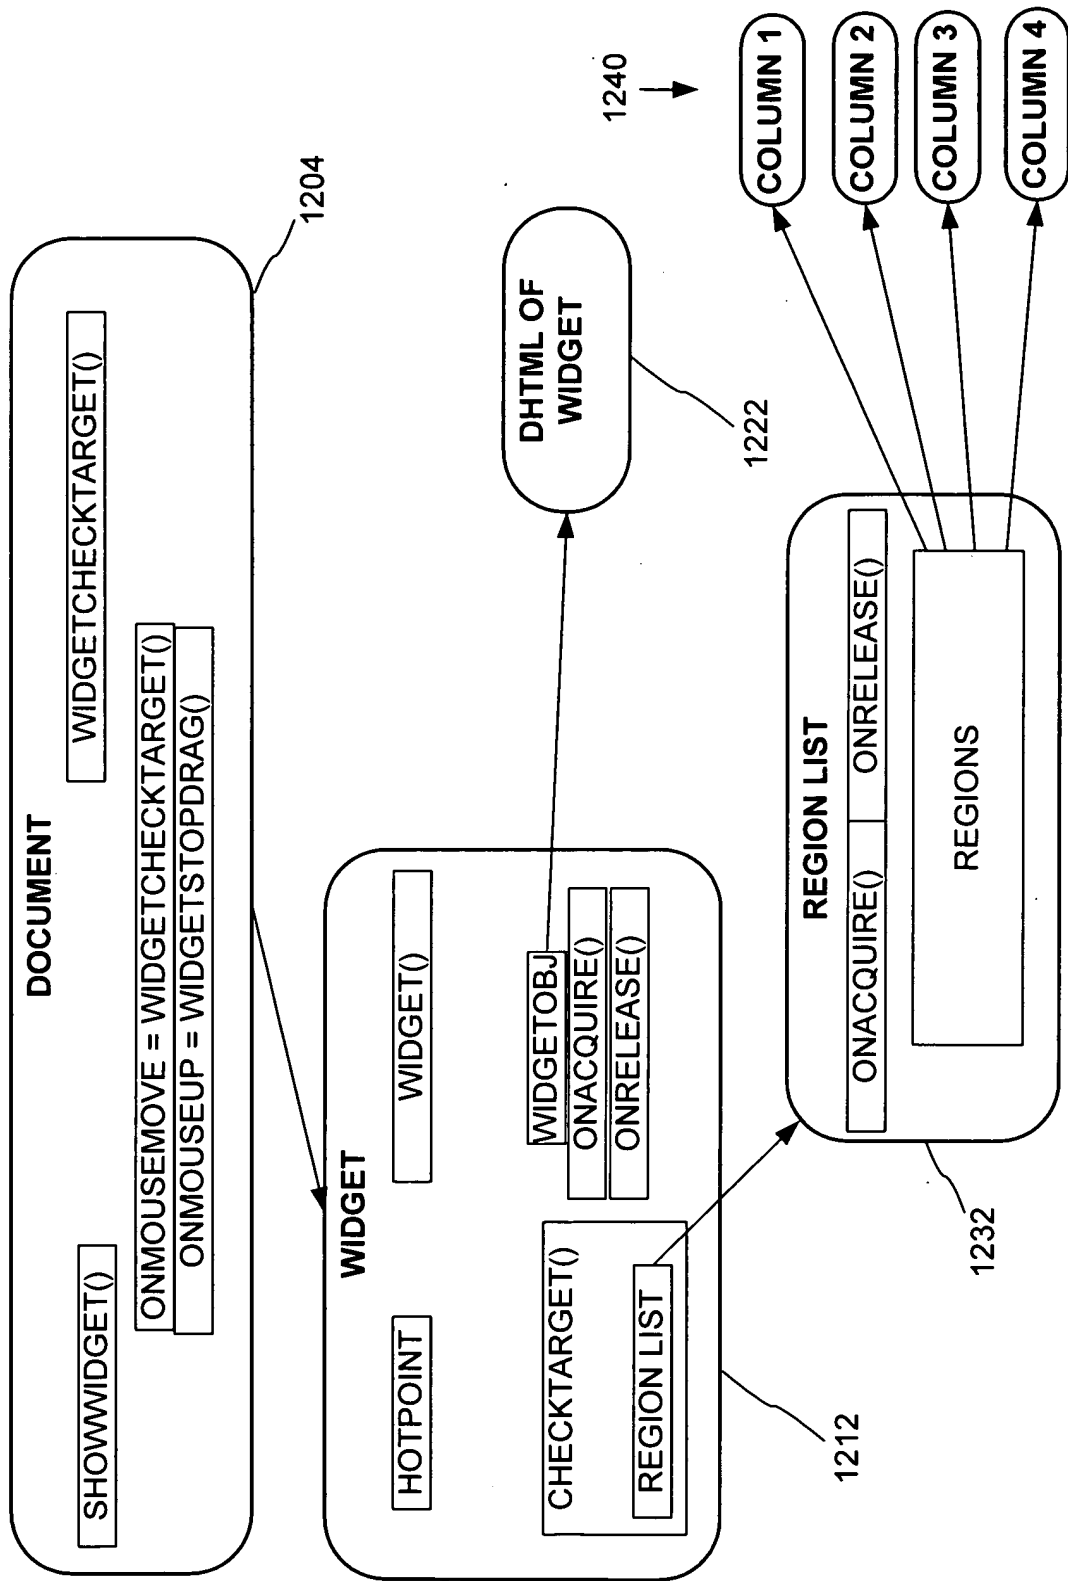 DOCUMENT
SHOWWIDGET()
WIDGETCHECKTARGET()
ONMOUSEMOVE = WIDGETCHECKTARGET()
ONMOUSEUP = WIDGETSTOPDRAG()
1204
WIDGET
HOTPOINT
WIDGET()
CHECKTARGET()
REGION LIST
WIDGETOBJ
ONACQUIRE()
ONRELEASE()
1212
DHTML OF
WIDGET
1222
REGION LIST
ONACQUIRE()
ONRELEASE()
REGIONS
1232
1240
COLUMN 1
COLUMN 2
COLUMN 3
COLUMN 4